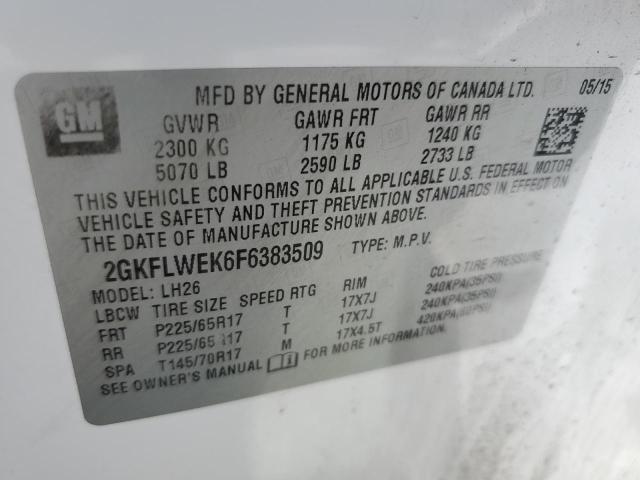 GM
MFD BY GENERAL MOTORS OF CANADA LTD. 05/15
GVWR GAWR FRT GAWR RR
2300 KG 1175 KG 1240 KG
5070 LB 2590 LB 2733 LB
THIS VEHICLE CONFORMS TO ALL APPLICABLE U.S. FEDERAL MOTOR
VEHICLE SAFETY AND THEFT PREVENTION STANDARDS IN EFFECT ON
THE DATE OF MANUFACTURE SHOWN ABOVE.
2GKFLWEK6F6383509 TYPE: M.P.V.
MODEL: LH26
LBCW TIRE SIZE SPEED RTG RIM COLD TIRE PRESSURE
FRT P225/65R17 T 17X7J 240KPA(35PSI)
RR P225/65R17 T 17X7J 240KPA(35PSI)
SPA T145/70R17 M 17X4.5T 420KPA(60PSI)
SEE OWNER'S MANUAL FOR MORE INFORMATION.